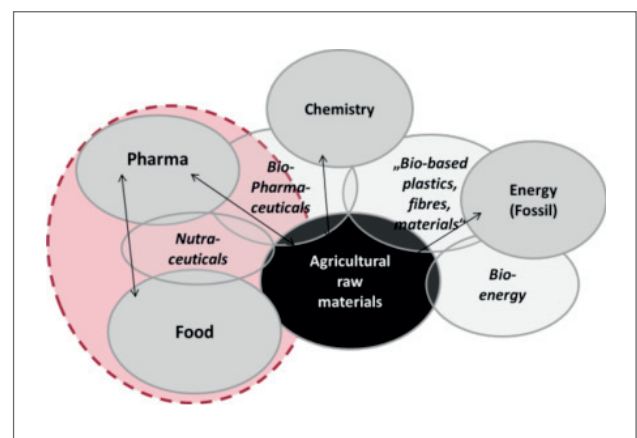 Chemistry
Pharma
Bio-
Pharma-
ceuticals
„Bio-based
plastics,
fibres,
materials“
Energy
(Fossil)
Nutra-
ceuticals
Agricultural
raw
materials
Bio-
energy
Food